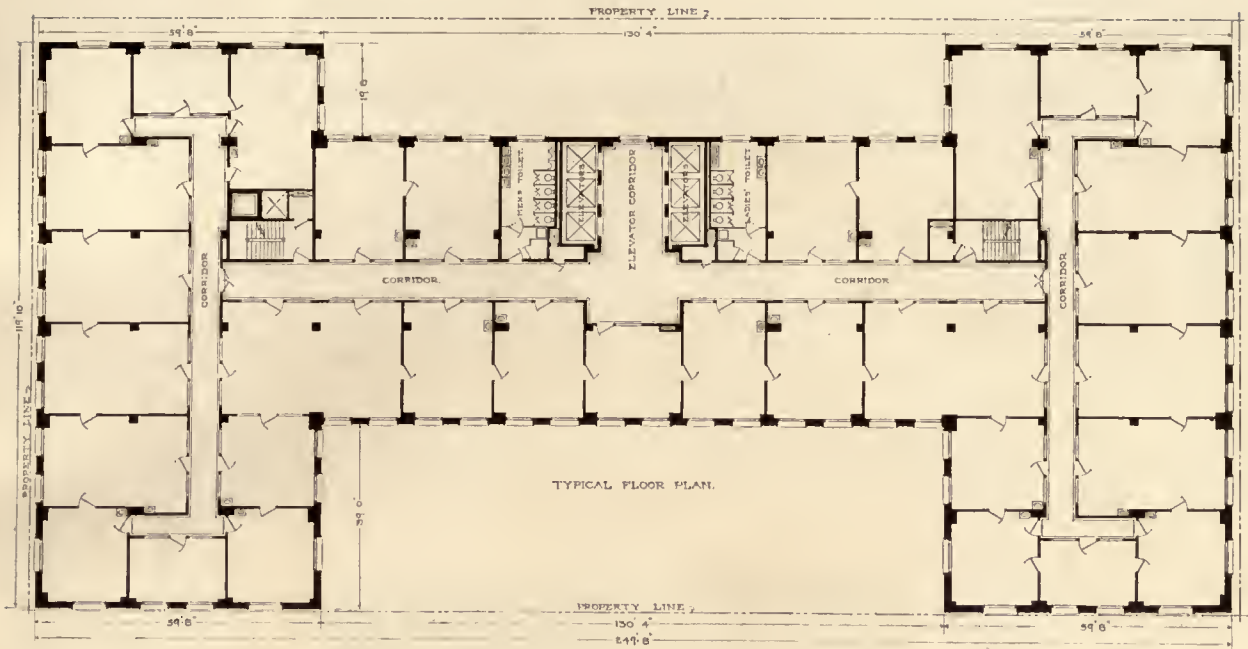 PROPERTY LINE
59'8"
130'4"
59'8"
19'8
MEN'S TOILET.
ELEVATORS
ELEVATOR CORRIDOR
ELEVATORS
LADIES' TOILET
CORRIDOR
CORRIDOR.
CORRIDOR
CORRIDOR
119'10"
PROPERTY LINE
TYPICAL FLOOR PLAN.
39'0
PROPERTY LINE
59'8"
130'4"
59'8"
249'8"